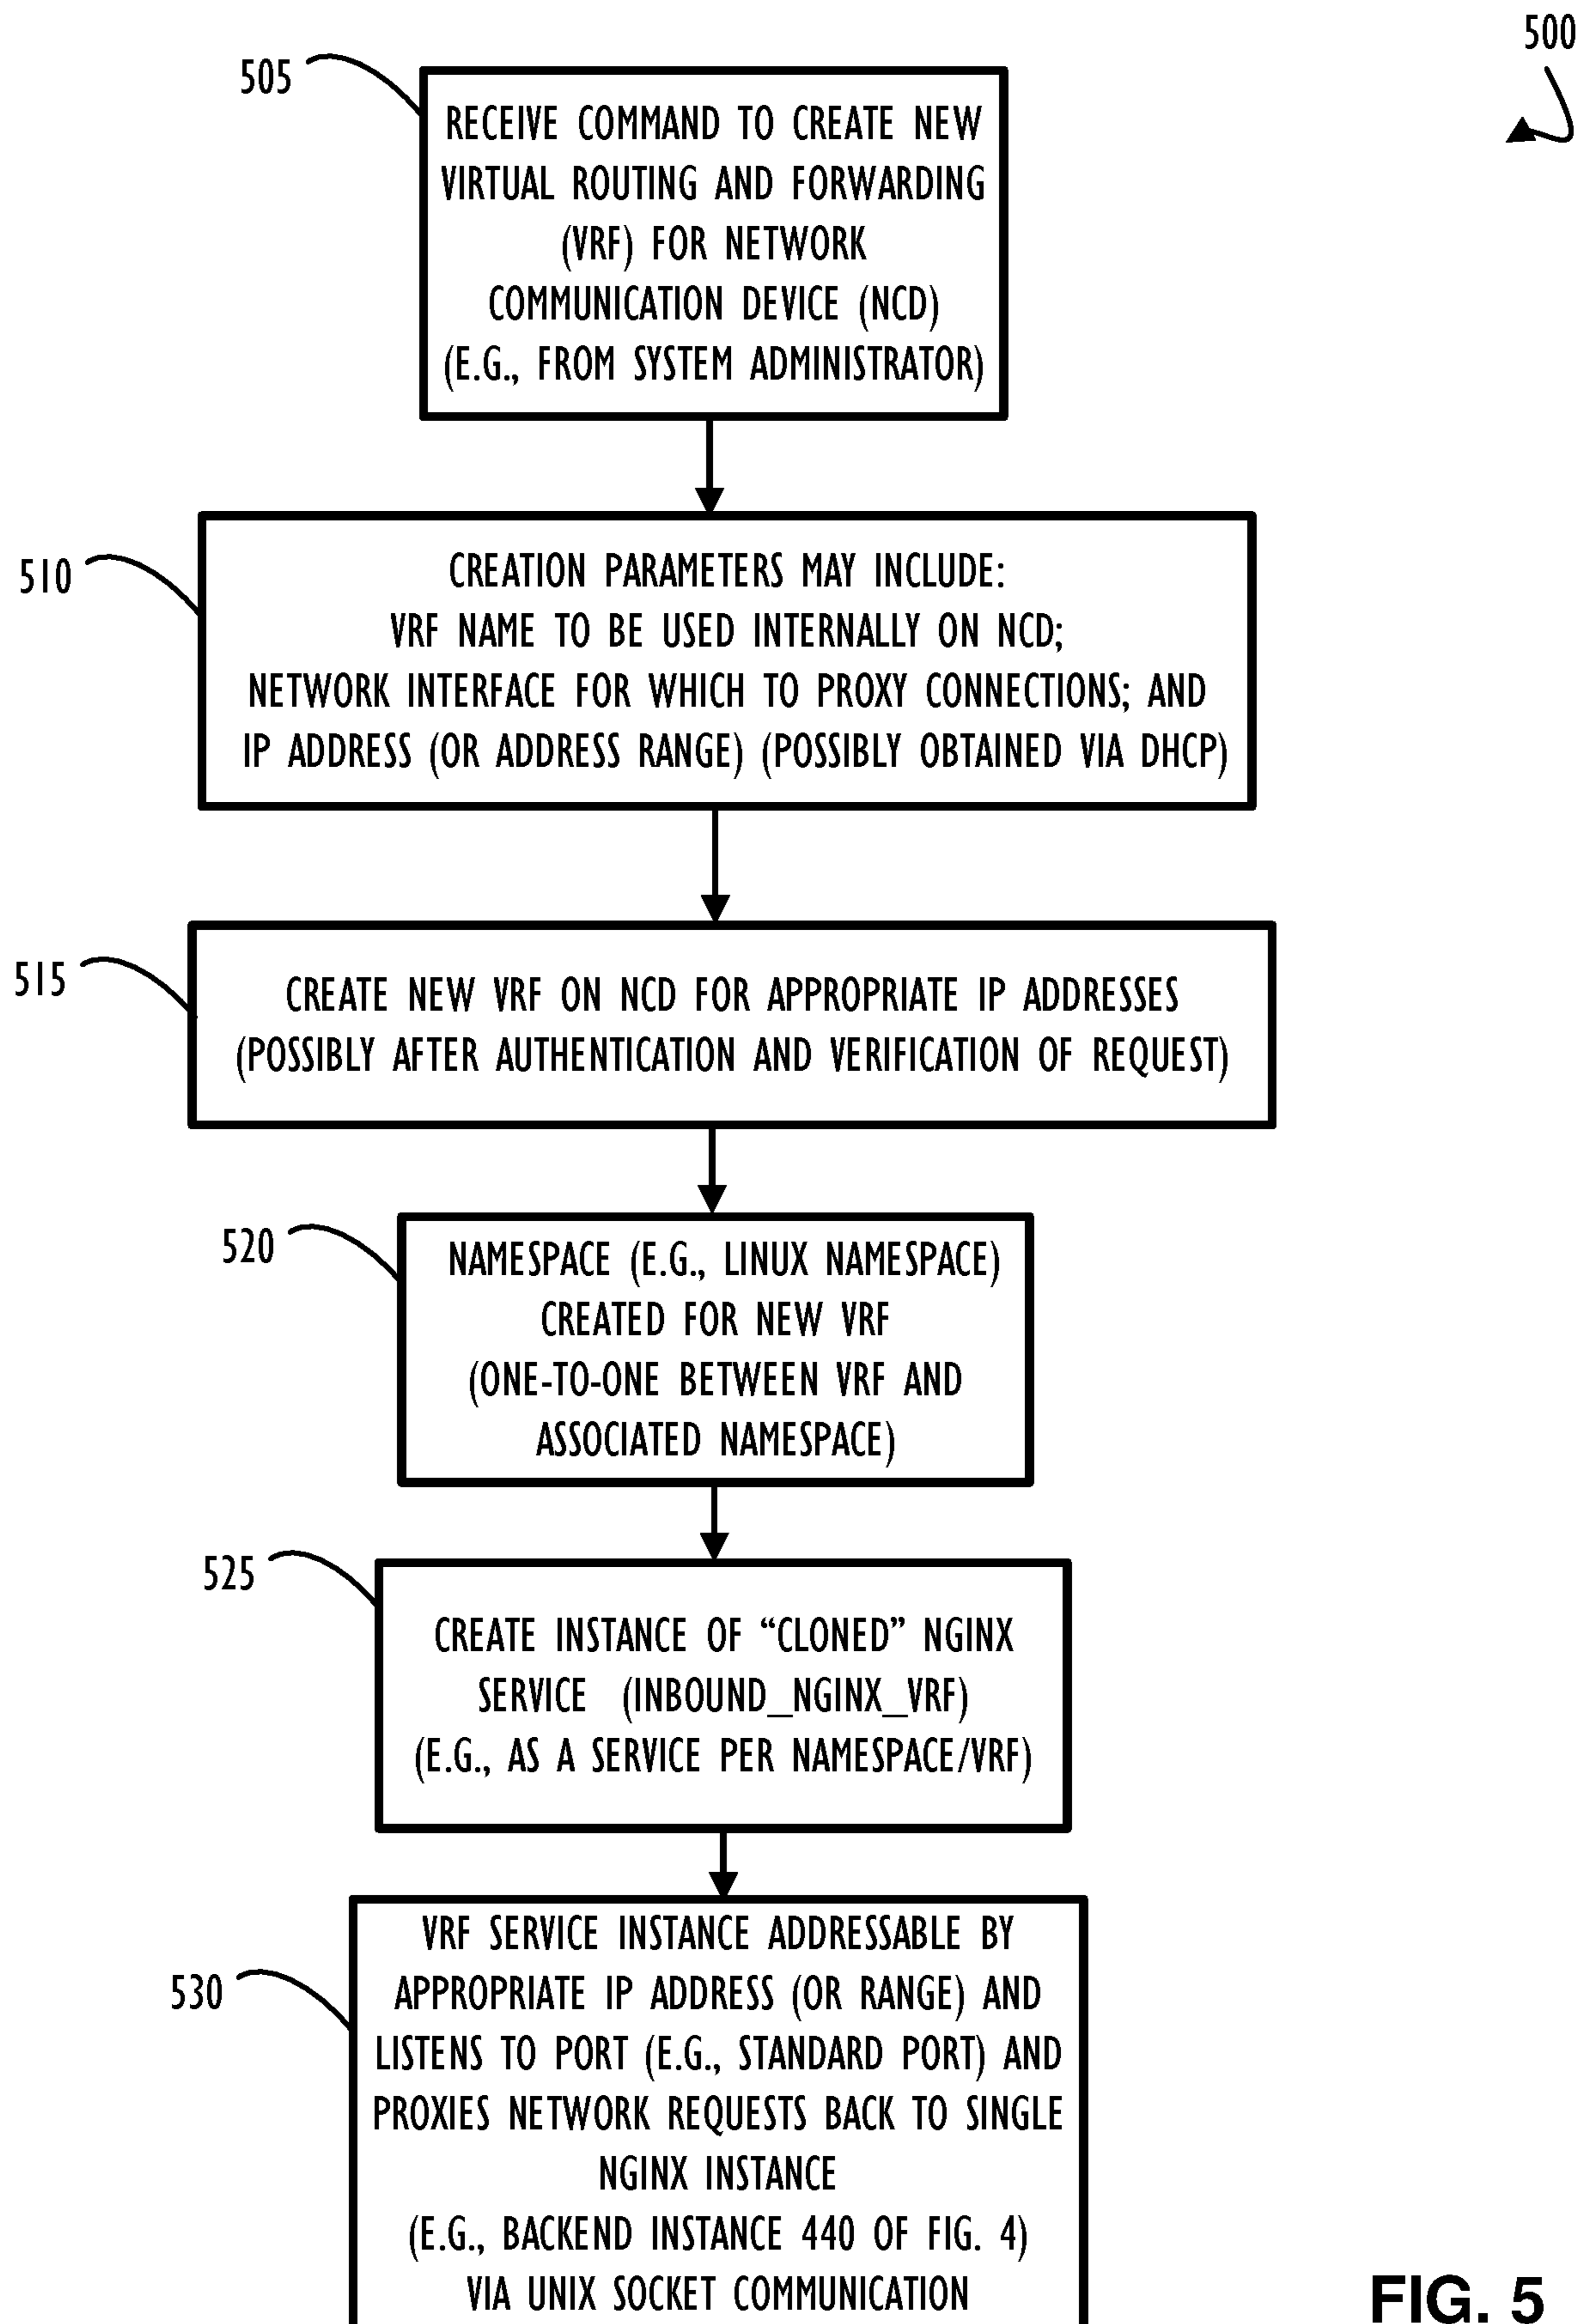 500
505
RECEIVE COMMAND TO CREATE NEW
VIRTUAL ROUTING AND FORWARDING
(VRF) FOR NETWORK
COMMUNICATION DEVICE (NCD)
(E.G., FROM SYSTEM ADMINISTRATOR)
510
CREATION PARAMETERS MAY INCLUDE:
VRF NAME TO BE USED INTERNALLY ON NCD;
NETWORK INTERFACE FOR WHICH TO PROXY CONNECTIONS; AND
IP ADDRESS (OR ADDRESS RANGE) (POSSIBLY OBTAINED VIA DHCP)
515
CREATE NEW VRF ON NCD FOR APPROPRIATE IP ADDRESSES
(POSSIBLY AFTER AUTHENTICATION AND VERIFICATION OF REQUEST)
520
NAMESPACE (E.G., LINUX NAMESPACE)
CREATED FOR NEW VRF
(ONE-TO-ONE BETWEEN VRF AND
ASSOCIATED NAMESPACE)
525
CREATE INSTANCE OF “CLONED” NGINX
SERVICE (INBOUND_NGINX_VRF)
(E.G., AS A SERVICE PER NAMESPACE/VRF)
530
VRF SERVICE INSTANCE ADDRESSABLE BY
APPROPRIATE IP ADDRESS (OR RANGE) AND
LISTENS TO PORT (E.G., STANDARD PORT) AND
PROXIES NETWORK REQUESTS BACK TO SINGLE
NGINX INSTANCE
(E.G., BACKEND INSTANCE 440 OF FIG. 4)
VIA UNIX SOCKET COMMUNICATION
FIG. 5